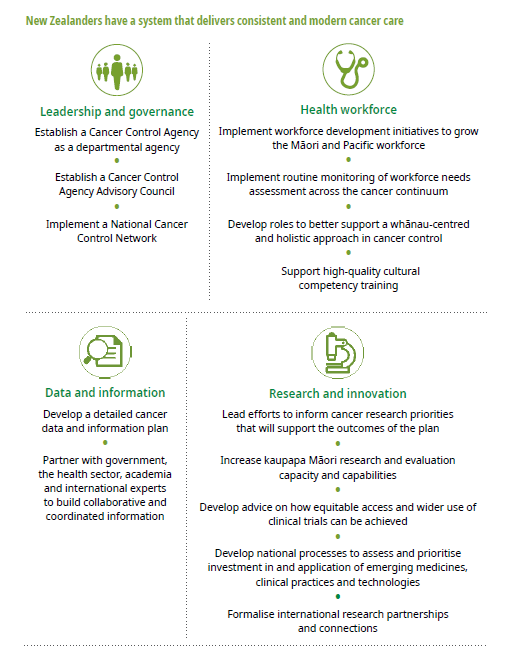 New Zealanders have a system that delivers consistent and modern cancer care
Leadership and governance
Establish a Cancer Control Agency
as a departmental agency
Establish a Cancer Control
Agency Advisory Council
Implement a National Cancer
Control Network
Health workforce
Implement workforce development initiatives to grow
the Māori and Pacific workforce
Implement routine monitoring of workforce needs
assessment across the cancer continuum
Develop roles to better support a whānau-centred
and holistic approach in cancer control
Support high-quality cultural
competency training
Data and information
Develop a detailed cancer
data and information plan
Partner with government,
the health sector, academia
and international experts
to build collaborative and
coordinated information
Research and innovation
Lead efforts to inform cancer research priorities
that will support the outcomes of the plan
Increase kaupapa Māori research and evaluation
capacity and capabilities
Develop advice on how equitable access and wider use of
clinical trials can be achieved
Develop national processes to assess and prioritise
investment in and application of emerging medicines,
clinical practices and technologies
Formalise international research partnerships
and connections